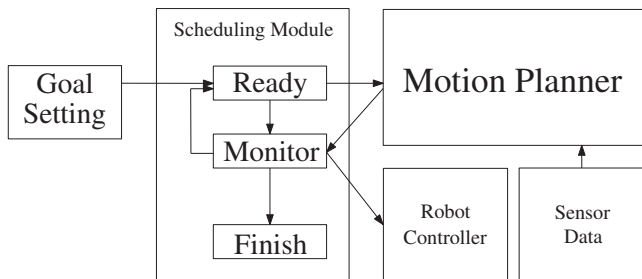 Scheduling Module
Goal
Setting
Ready
Motion Planner
Monitor
Finish
Robot
Controller
Sensor
Data